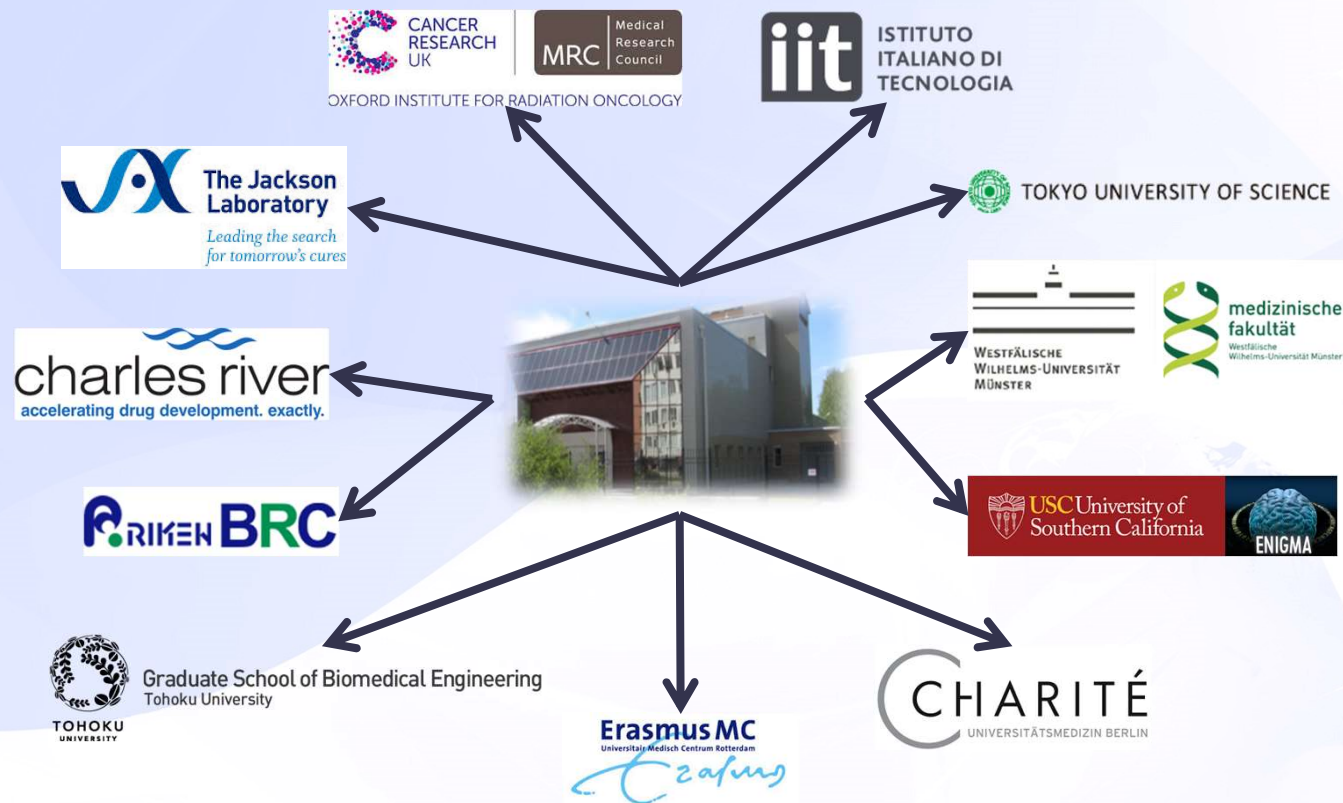 CANCER
RESEARCH
UK
MRC
Medical
Research
Council
OXFORD INSTITUTE FOR RADIATION ONCOLOGY
iit
ISTITUTO
ITALIANO DI
TECNOLOGIA
The Jackson
Laboratory
Leading the search
for tomorrow's cures
TOKYO UNIVERSITY OF SCIENCE
WESTFÄLISCHE
WILHELMS-UNIVERSITÄT
MÜNSTER
medizinische
fakultät
Westfälische
Wilhelms-Universität Münster
charles river
accelerating drug development. exactly.
RIKEN BRC
USC University of
Southern California
ENIGMA
TOHOKU
UNIVERSITY
Graduate School of Biomedical Engineering
Tohoku University
Erasmus MC
Universitair Medisch Centrum Rotterdam
Erasmus
CHARITÉ
UNIVERSITÄTSMEDIZIN BERLIN